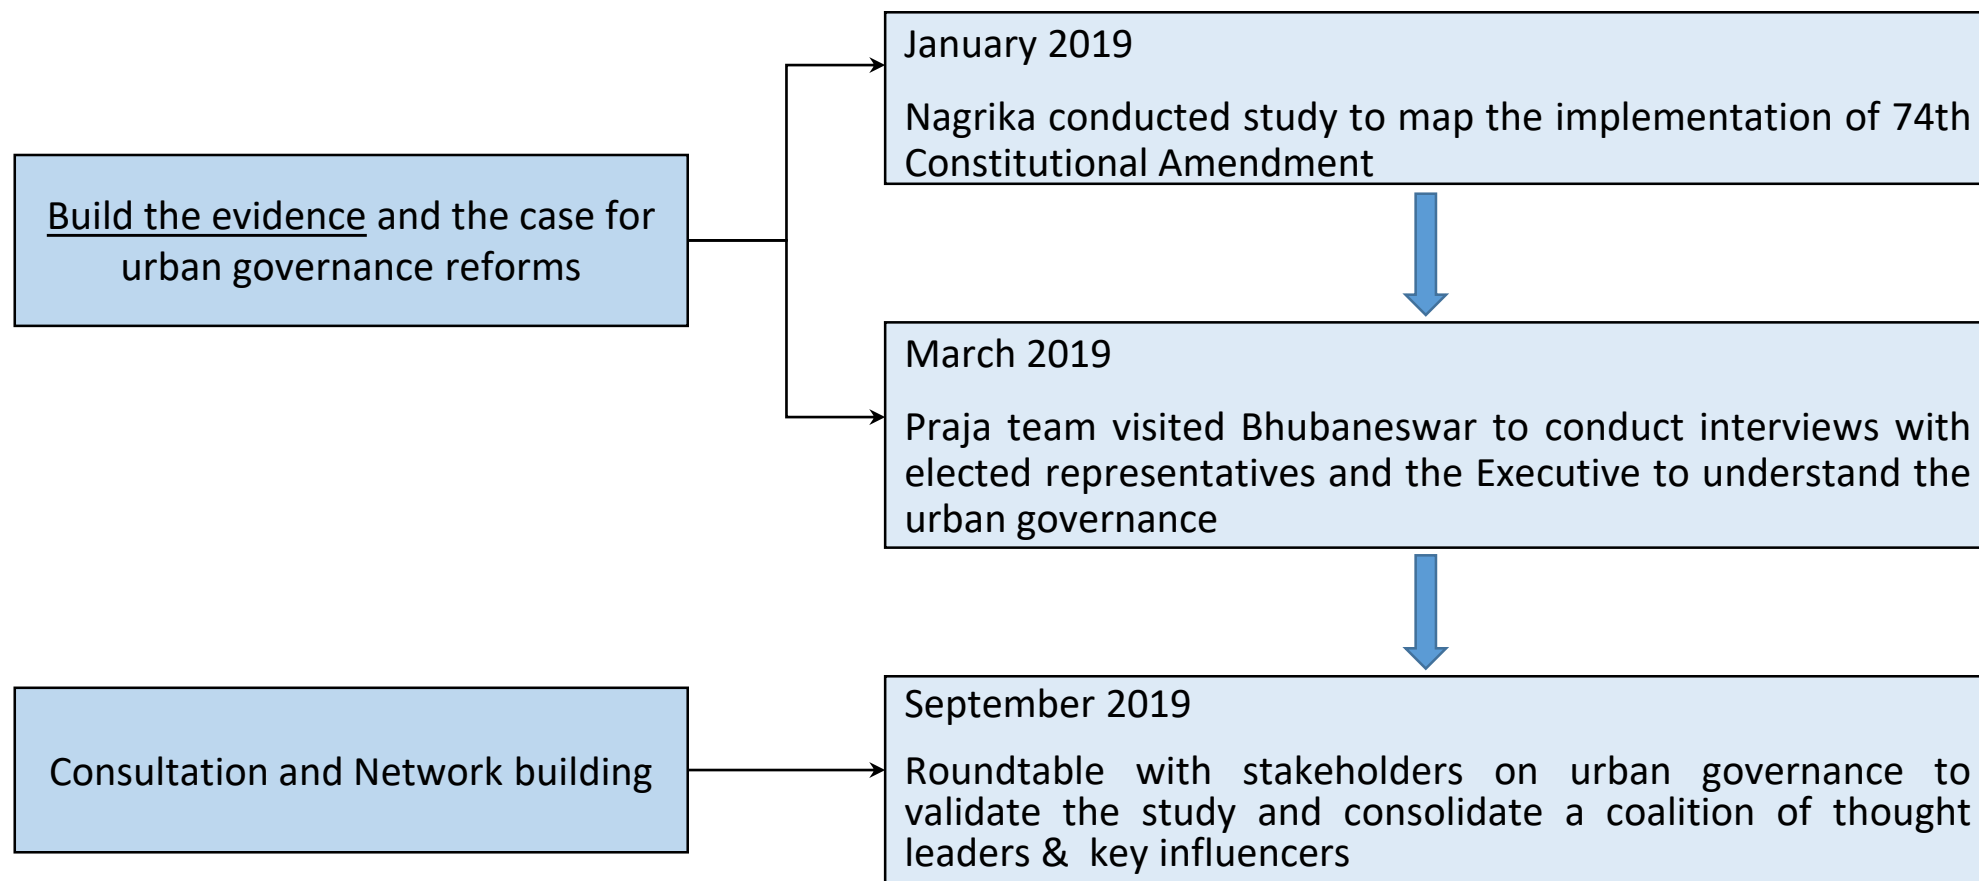 January 2019
Nagrika conducted study to map the implementation of 74th
Constitutional Amendment
Build the evidence and the case for
urban governance reforms
March 2019
Praja team visited Bhubaneswar to conduct interviews with
elected representatives and the Executive to understand the
urban governance
September 2019
Consultation and Network building
Roundtable with stakeholders on urban governance to
validate the study and consolidate a coalition of thought
leaders & key influencers